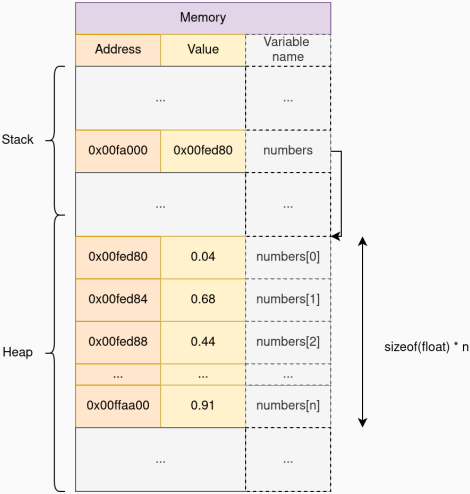 Memory
Address Value Variable
name
... ...
Stack
0x00fa000 0x00fed80 numbers
... ...
0x00fed80 0.04 numbers[0]
0x00fed84 0.68 numbers[1]
Heap
0x00fed88 0.44 numbers[2]
sizeof(float) * n
... ... ...
0x00ffaa00 0.91 numbers[n]
... ...